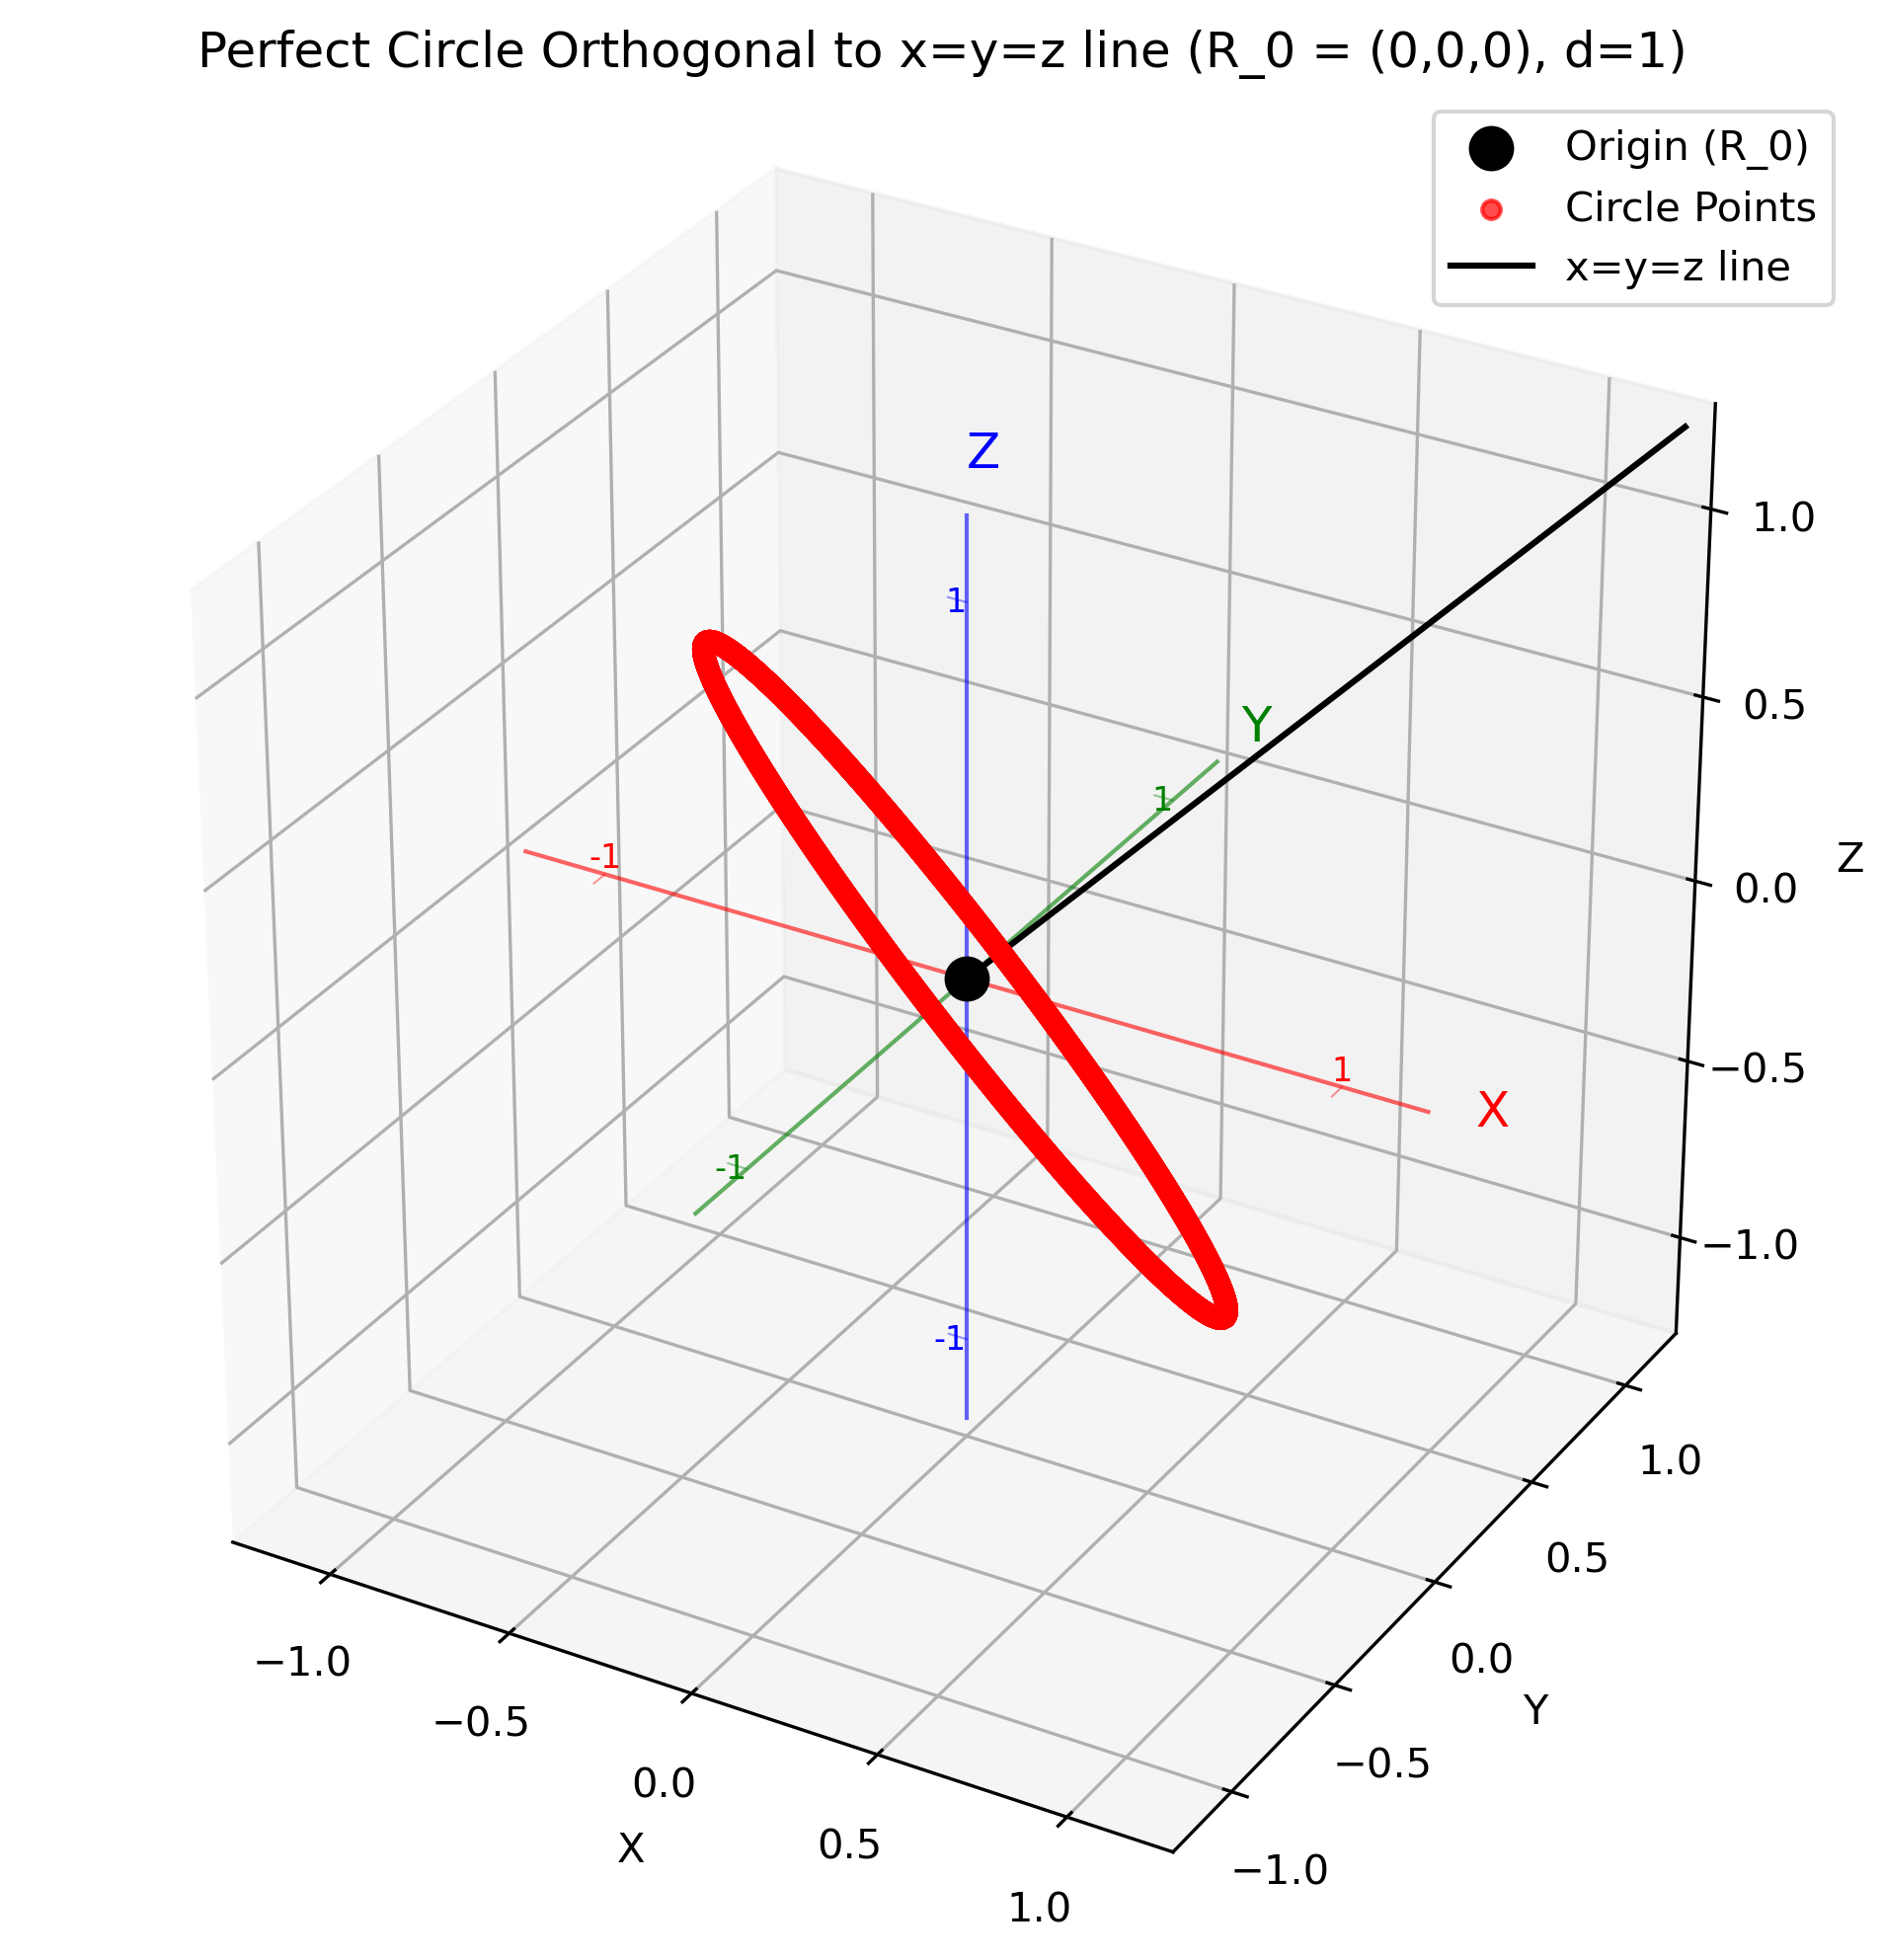 Perfect Circle Orthogonal to x=y=z line (R_0 = (0,0,0), d=1)
Origin (R_0)
Circle Points
x=y=z line
Z
1
Y
1
-1
1
X
-1
-1
1.0
0.5
Z
0.0
−0.5
−1.0
1.0
0.5
0.0
Y
−0.5
−1.0
−1.0
−0.5
0.0
X
0.5
1.0